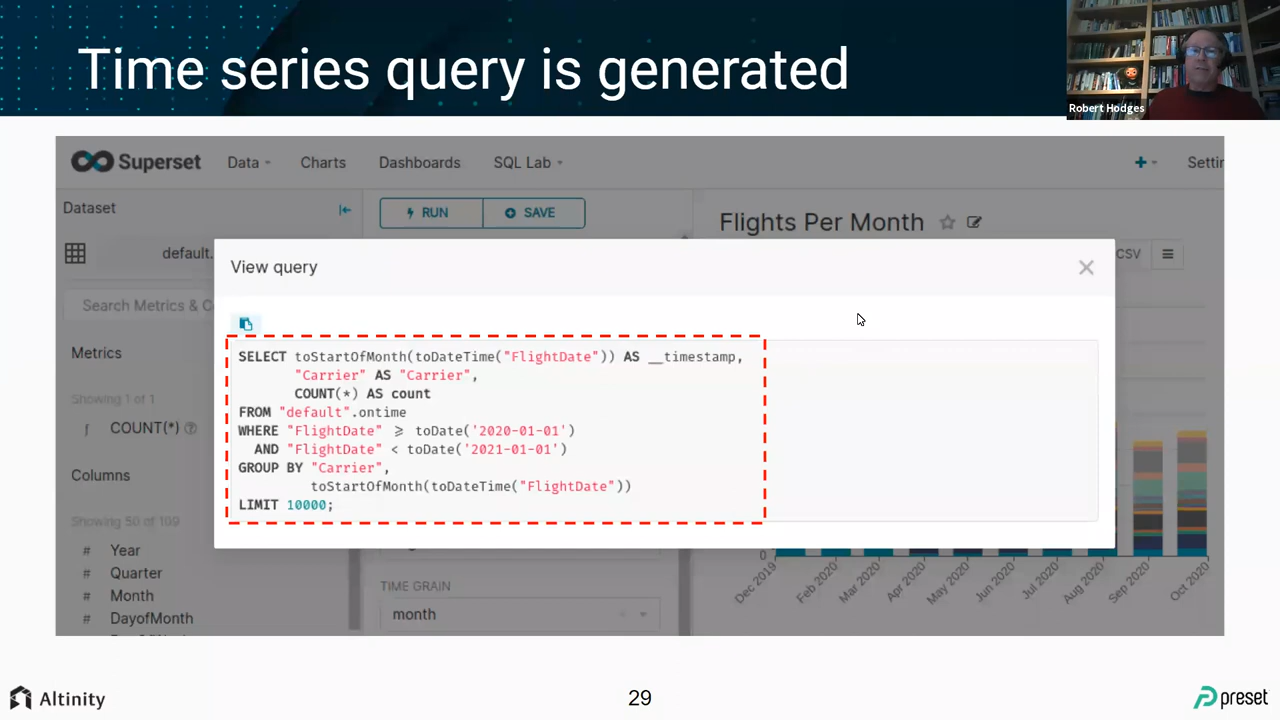 Time series query is generated
Robert Hodges
Superset
Data
Charts
Dashboards
SQL Lab
+
Settin
Dataset
RUN
SAVE
Flights Per Month
default.
View query
CSV
Search Metrics & C
SELECT toStartOfMonth(toDateTime("FlightDate")) AS __timestamp,
"Carrier" AS "Carrier",
COUNT(*) AS count
FROM "default".ontime
WHERE "FlightDate" ≥ toDate('2020-01-01')
AND "FlightDate" < toDate('2021-01-01')
GROUP BY "Carrier",
toStartOfMonth(toDateTime("FlightDate"))
LIMIT 10000;
Metrics
Showing 1 of 1
ƒ COUNT(*)
Columns
Showing 50 of 109
# Year
# Quarter
# Month
# DayofMonth
TIME GRAIN
month
0
Dec 2019
Feb 2020
Mar 2020
Apr 2020
May 2020
Jun 2020
Jul 2020
Aug 2020
Sep 2020
Oct 2020
Altinity
29
preset